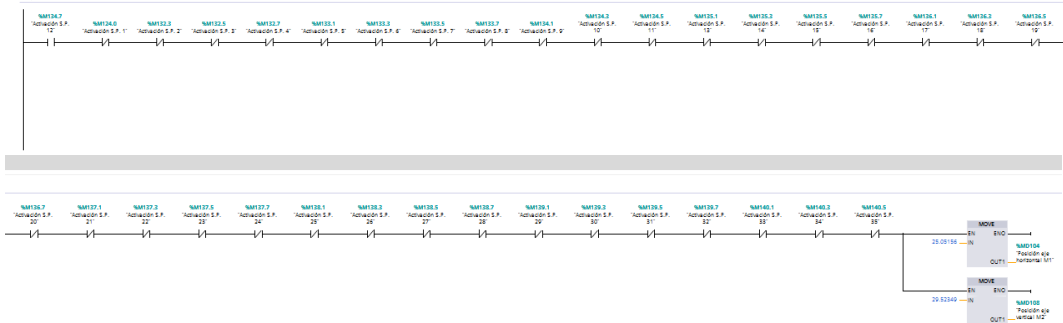 %M134.7 %M124.0 %M132.3 %M132.5 %M132.7 %M133.1 %M133.3 %M133.5 %M133.7 %M134.1 %M134.3 %M134.5 %M135.1 %M135.3 %M135.5 %M135.7 %M136.1 %M136.3 %M136.5
"Activación S.P. "Activación S.P. 1" "Activación S.P. 2" "Activación S.P. 3" "Activación S.P. 4" "Activación S.P. 5" "Activación S.P. 6" "Activación S.P. 7" "Activación S.P. 8" "Activación S.P. 9" "Activación S.P. "Activación S.P. "Activación S.P. "Activación S.P. "Activación S.P. "Activación S.P. "Activación S.P. "Activación S.P. "Activación S.P.
12" 10" 11" 13" 14" 15" 16" 17" 18" 19"
%M136.7 %M137.1 %M137.3 %M137.5 %M137.7 %M138.1 %M138.3 %M138.5 %M138.7 %M139.1 %M139.3 %M139.5 %M139.7 %M140.1 %M140.3 %M140.5
"Activación S.P. "Activación S.P. "Activación S.P. "Activación S.P. "Activación S.P. "Activación S.P. "Activación S.P. "Activación S.P. "Activación S.P. "Activación S.P. "Activación S.P. "Activación S.P. "Activación S.P. "Activación S.P. "Activación S.P. "Activación S.P.
20" 21" 22" 23" 24" 25" 26" 27" 28" 29" 30" 31" 32" 33" 34" 35"
MOVE
EN ENO
25.05156 IN
%MD104
"Posición eje
OUT1 horizontal M1"
MOVE
EN ENO
29.52349 IN
%MD108
"Posición eje
OUT1 vertical M2"